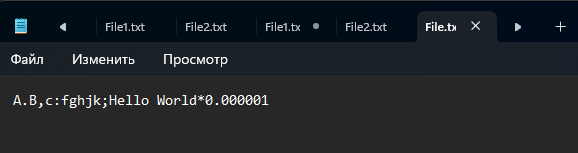 File1.txt File2.txt File1.tx File2.txt File.tx
Файл Изменить Просмотр
A.B,c:fghjk;Hello World*0.000001